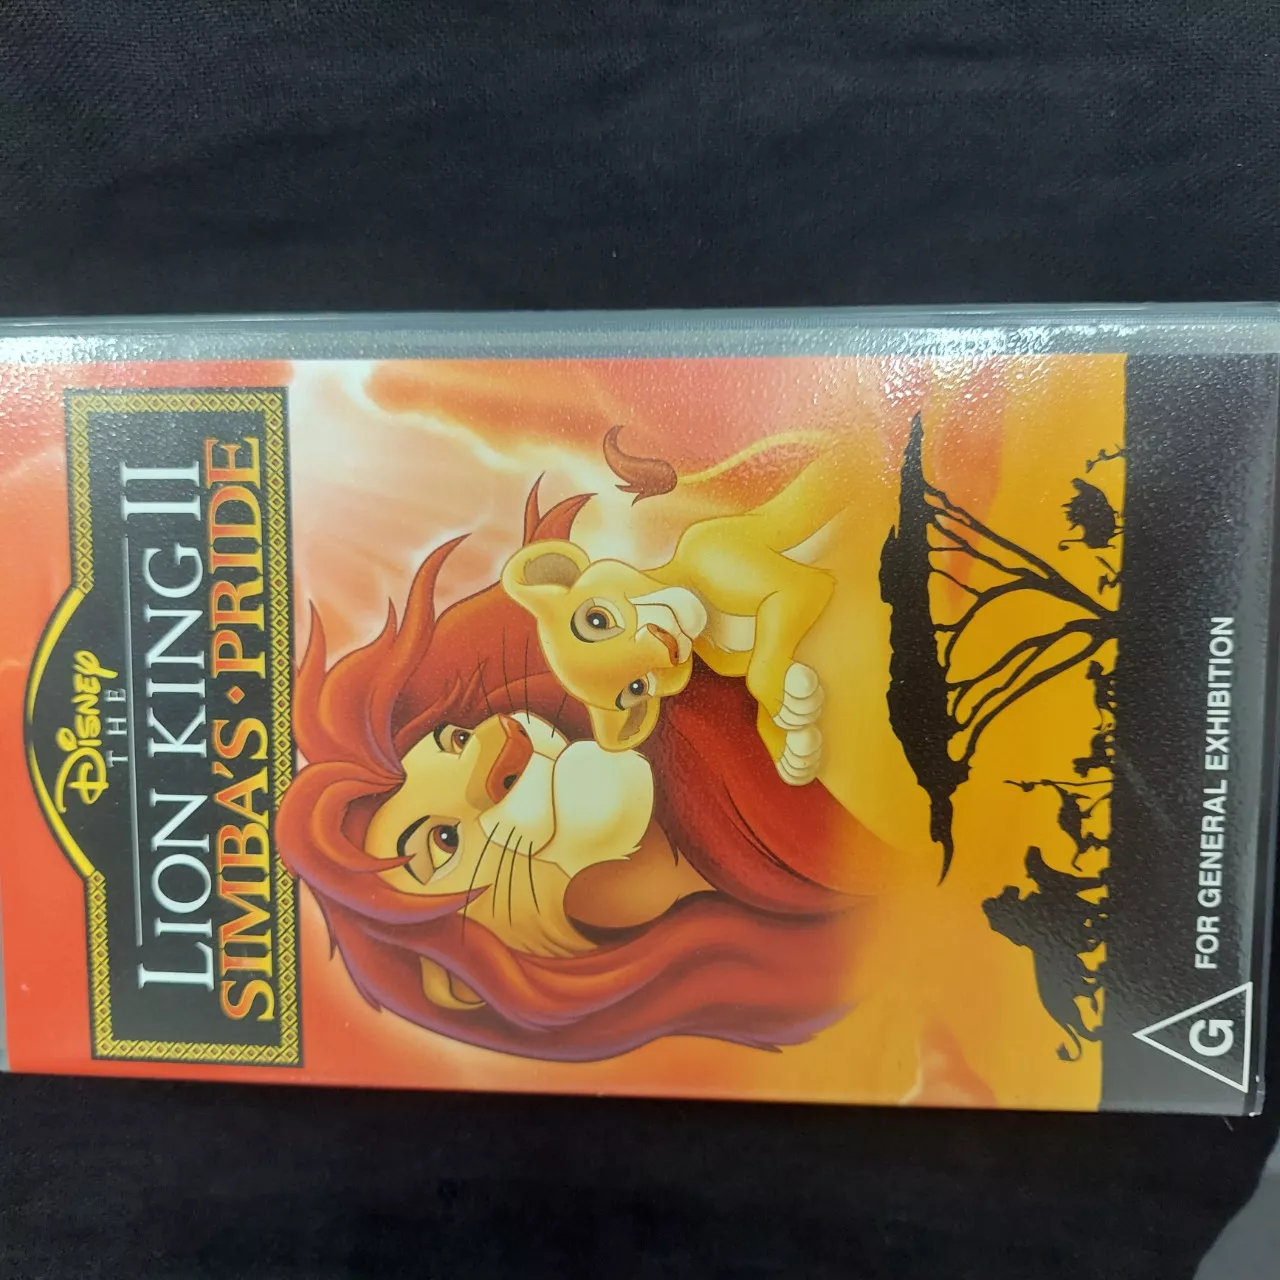 Disney
THE
LION KING II
SIMBA'S·PRIDE
G
FOR GENERAL EXHIBITION